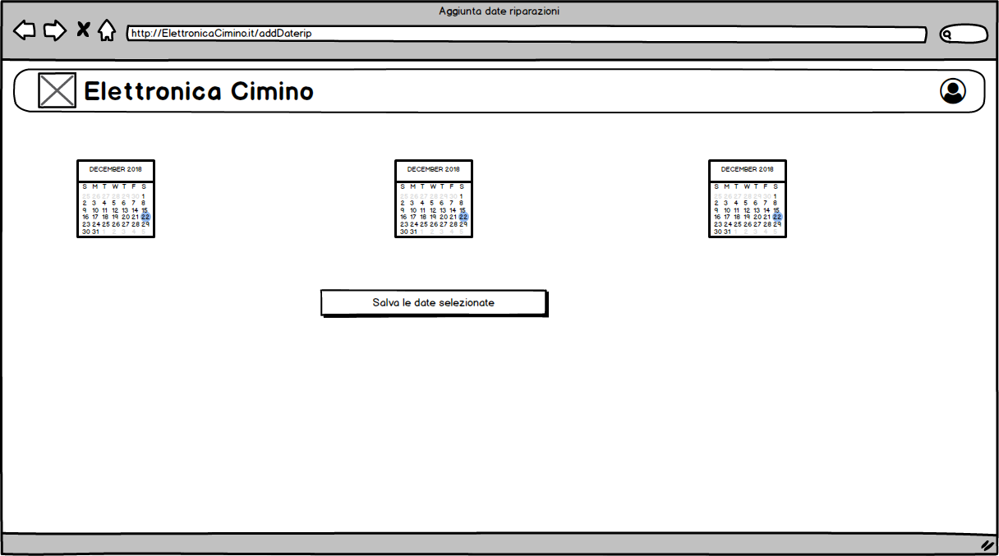 Aggiunta date riparazioni
http://ElettronicaCimino.it/addDaterip
Elettronica Cimino
DECEMBER 2018
S M T W T F S
25 26 27 28 29 30 1
2 3 4 5 6 7 8
9 10 11 12 13 14 15
16 17 18 19 20 21 22
23 24 25 26 27 28 29
30 31 1 2 3 4 5
DECEMBER 2018
S M T W T F S
25 26 27 28 29 30 1
2 3 4 5 6 7 8
9 10 11 12 13 14 15
16 17 18 19 20 21 22
23 24 25 26 27 28 29
30 31 1 2 3 4 5
DECEMBER 2018
S M T W T F S
25 26 27 28 29 30 1
2 3 4 5 6 7 8
9 10 11 12 13 14 15
16 17 18 19 20 21 22
23 24 25 26 27 28 29
30 31 1 2 3 4 5
Salva le date selezionate